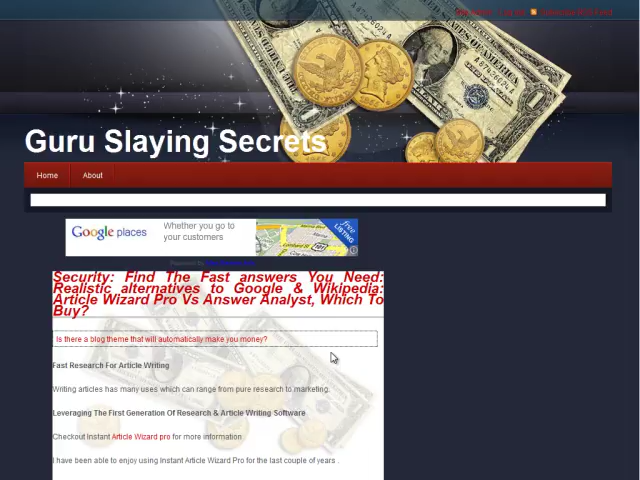 Guru Slaying Secrets
Home
About
Google places
Whether you go to
your customers
free
LISTING
Security: Find The Fast answers You Need:
Realistic alternatives to Google & Wikipedia:
Article Wizard Pro Vs Answer Analyst, Which To
Buy?
Is there a blog theme that will automatically make you money?
Fast Research For Article Writing
Writing articles has many uses which can range from pure research to marketing.
Leveraging The First Generation Of Research & Article Writing Software
Checkout Instant Article Wizard pro for more information
I have been able to enjoy using Instant Article Wizard Pro for the last couple of years .